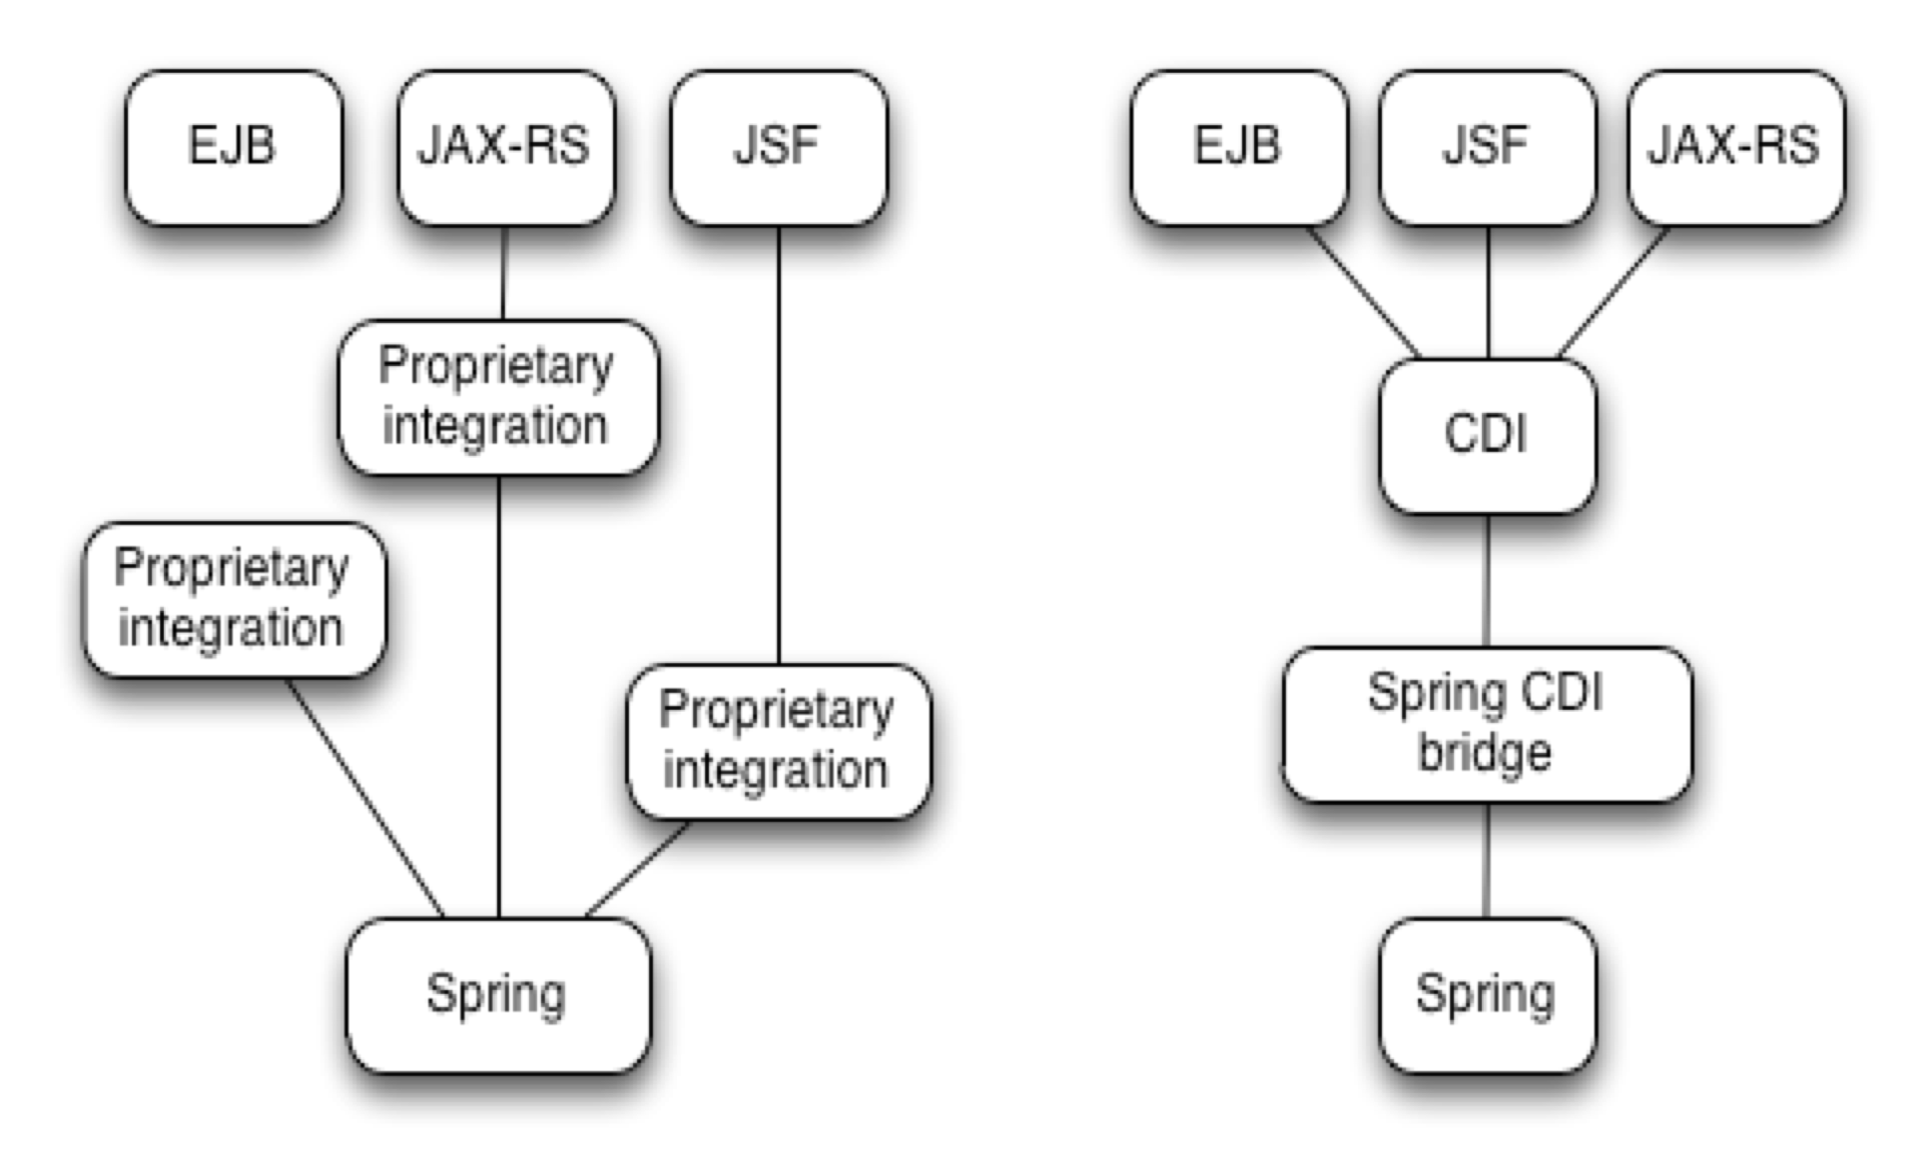 EJB
JAX-RS
JSF
Proprietary
integration
Proprietary
integration
Proprietary
integration
Spring
EJB
JSF
JAX-RS
CDI
Spring CDI
bridge
Spring